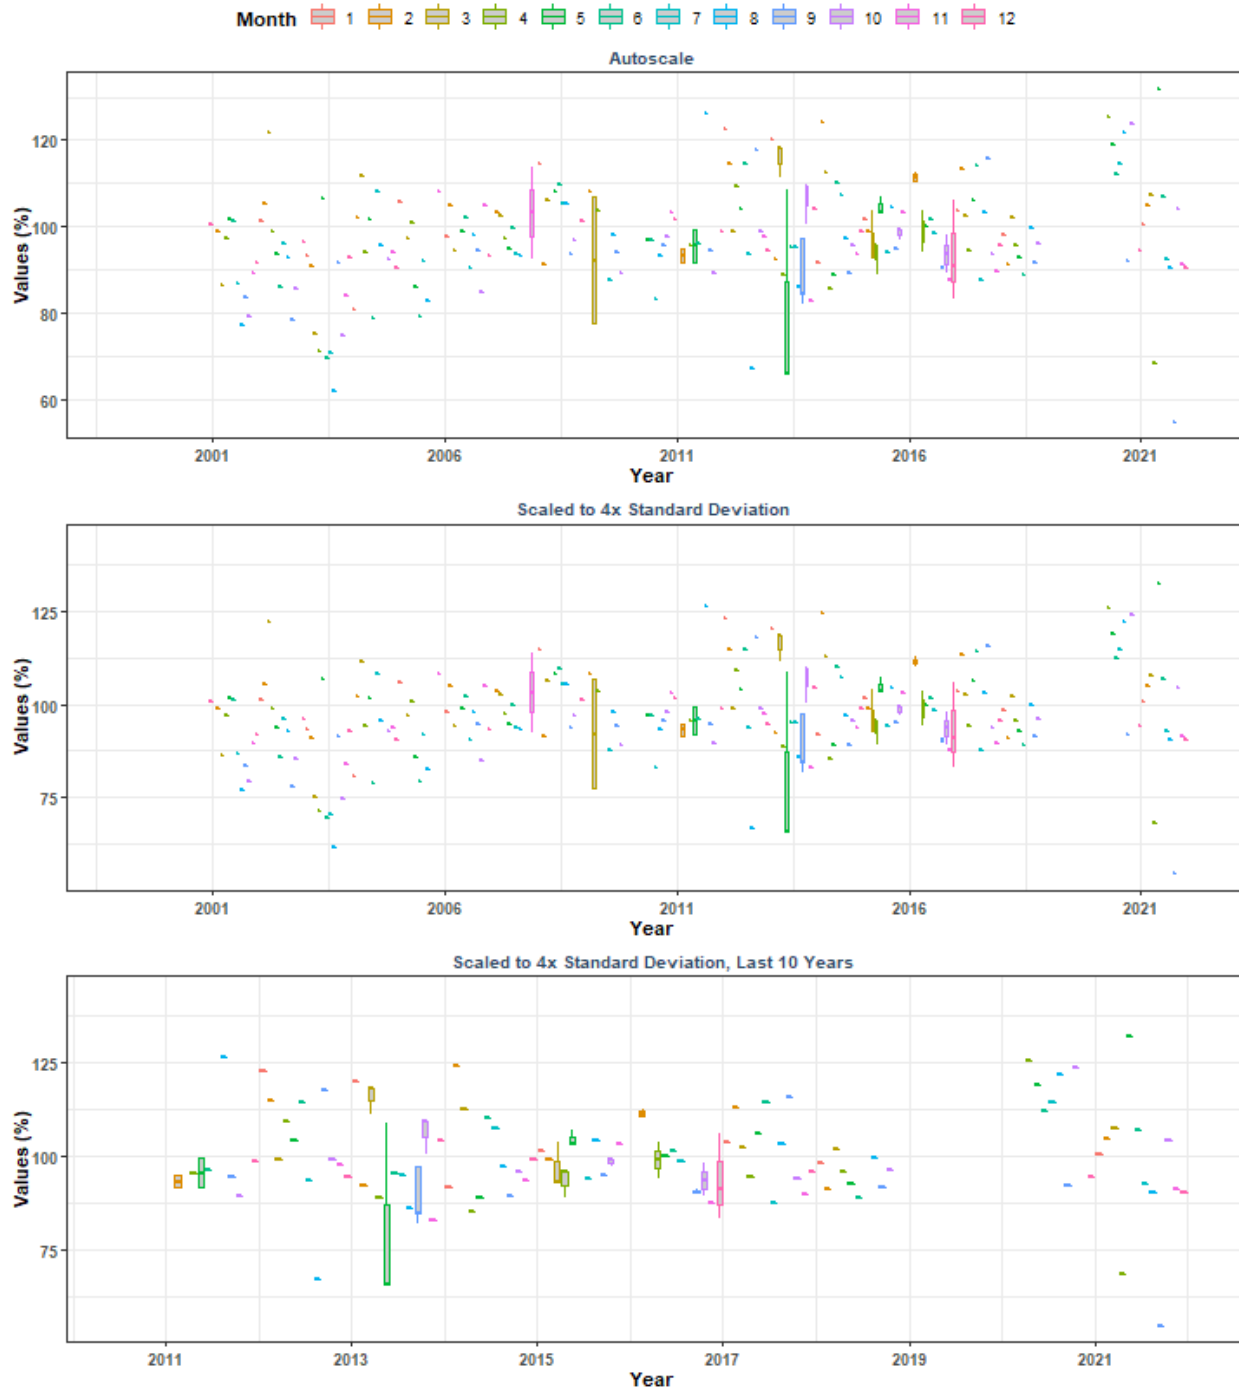 Month 1 2 3 4 5 6 7 8 9 10 11 12
Autoscale
Values (%)
120
100
80
60
2001 2006 2011 2016 2021
Year
Scaled to 4x Standard Deviation
Values (%)
125
100
75
2001 2006 2011 2016 2021
Year
Scaled to 4x Standard Deviation, Last 10 Years
Values (%)
125
100
75
2011 2013 2015 2017 2019 2021
Year